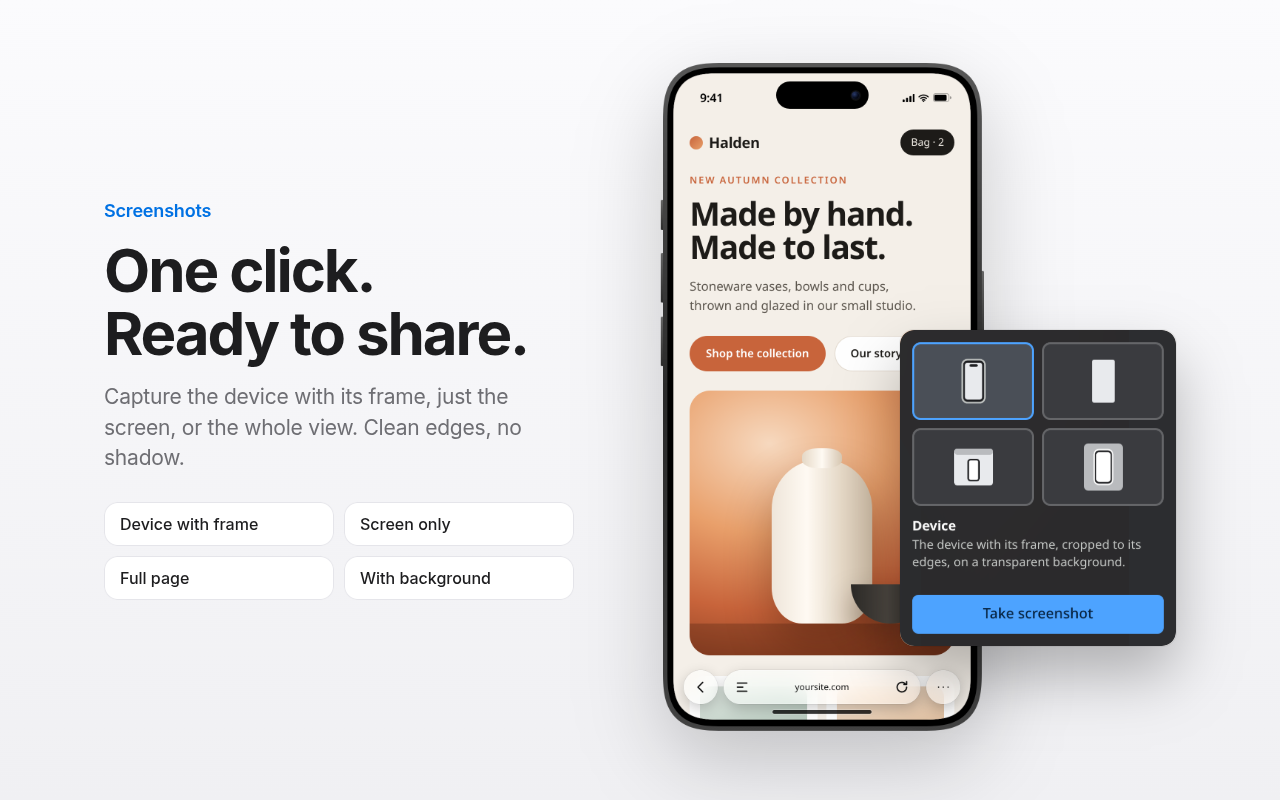 Screenshots
One click.
Ready to share.
Capture the device with its frame, just the
screen, or the whole view. Clean edges, no
shadow.
Device with frame
Screen only
Full page
With background
9:41
Halden
Bag · 2
NEW AUTUMN COLLECTION
Made by hand.
Made to last.
Stoneware vases, bowls and cups,
thrown and glazed in our small studio.
Shop the collection
Our story
yoursite.com
Device
The device with its frame, cropped to its
edges, on a transparent background.
Take screenshot